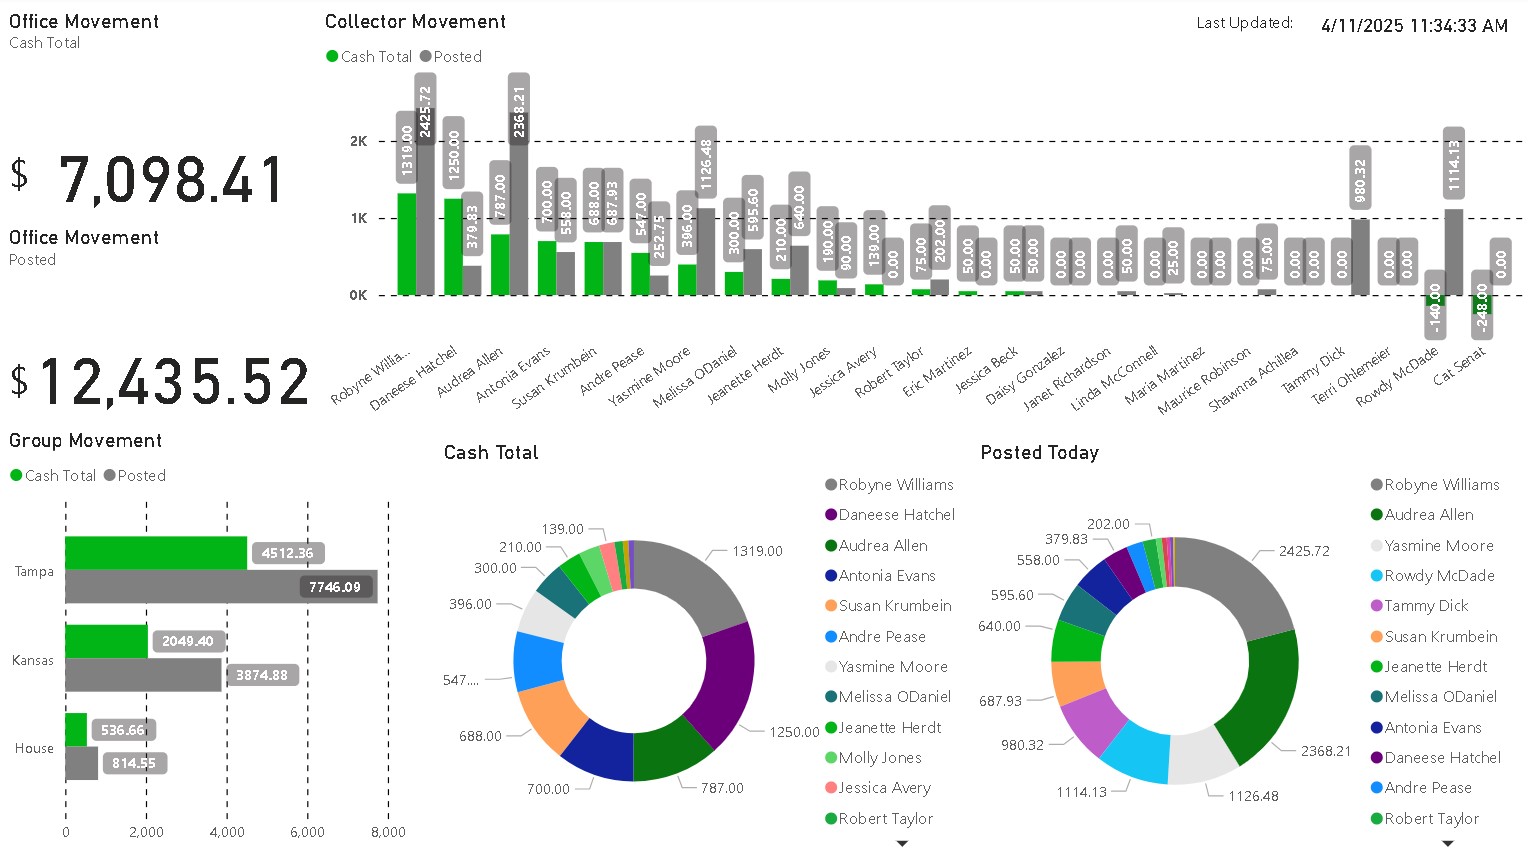 Office Movement
Cash Total
$ 7,098.41
Office Movement
Posted
$ 12,435.52
Collector Movement
Last Updated: 4/11/2025 11:34:33 AM
Cash Total Posted
2K
1K
0K
1319.00 2425.72
1250.00 379.83
787.00 2368.21
700.00 558.00
688.00 687.93
547.00 252.75
396.00 1126.48
300.00 595.60
210.00 640.00
190.00 90.00
139.00 0.00
75.00 202.00
50.00 0.00
50.00 50.00
0.00 0.00
0.00 50.00
0.00 25.00
0.00 0.00
0.00 75.00
0.00 0.00
0.00 980.32
0.00 0.00
-140.00 1114.13
-248.00 0.00
Robyne Willia...
Daneese Hatchel
Audrea Allen
Antonia Evans
Susan Krumbein
Andre Pease
Yasmine Moore
Melissa ODaniel
Jeanette Herdt
Molly Jones
Jessica Avery
Robert Taylor
Eric Martinez
Jessica Beck
Daisy Gonzalez
Janet Richardson
Linda McConnell
Maria Martinez
Maurice Robinson
Shawnna Achillea
Tammy Dick
Terri Ohlemeier
Rowdy McDade
Cat Senat
Group Movement
Cash Total Posted
Tampa
4512.36
7746.09
Kansas
2049.40
3874.88
House
536.66
814.55
0 2,000 4,000 6,000 8,000
Cash Total
1319.00
1250.00
787.00
700.00
688.00
547....
396.00
300.00
210.00
139.00
Robyne Williams
Daneese Hatchel
Audrea Allen
Antonia Evans
Susan Krumbein
Andre Pease
Yasmine Moore
Melissa ODaniel
Jeanette Herdt
Molly Jones
Jessica Avery
Robert Taylor
Posted Today
2425.72
2368.21
1126.48
1114.13
980.32
687.93
640.00
595.60
558.00
379.83
202.00
Robyne Williams
Audrea Allen
Yasmine Moore
Rowdy McDade
Tammy Dick
Susan Krumbein
Jeanette Herdt
Melissa ODaniel
Antonia Evans
Daneese Hatchel
Andre Pease
Robert Taylor